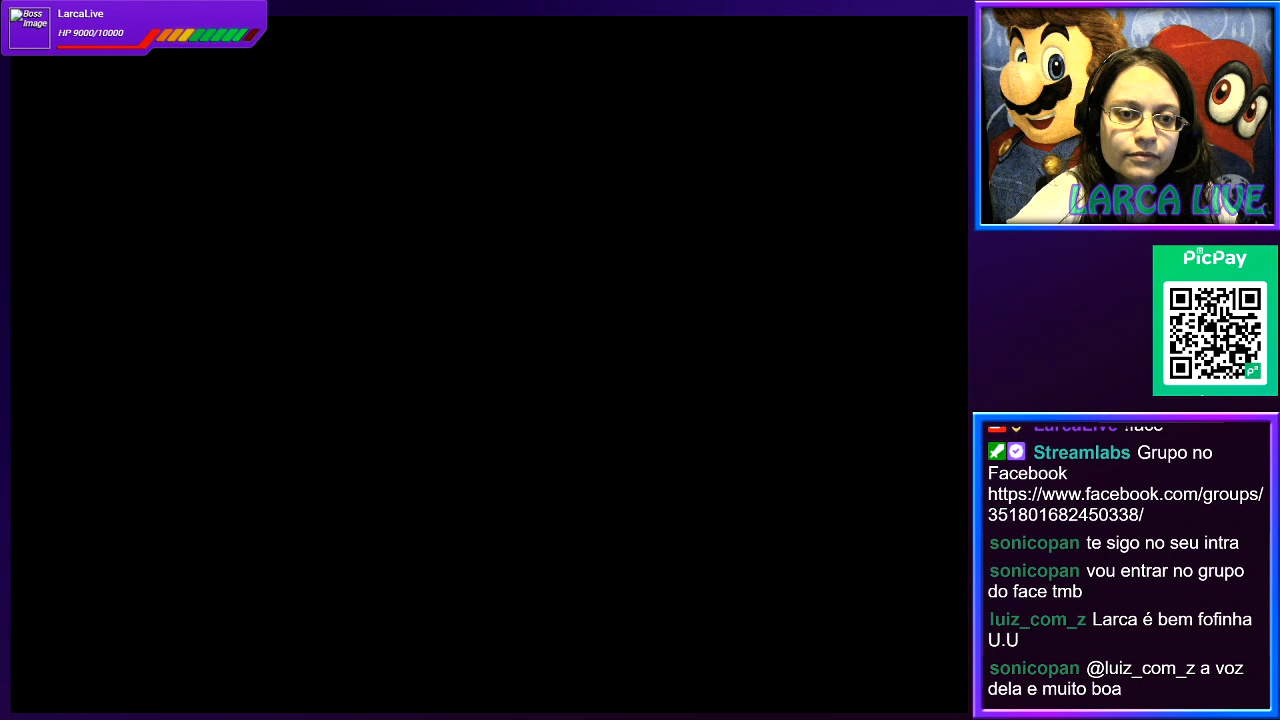 Boss
Image
LarcaLive
HP 9000/10000
LARCA LIVE
PicPay
LarcaLive !face
Streamlabs Grupo no
Facebook
https://www.facebook.com/groups/
351801682450338/
sonicopan te sigo no seu intra
sonicopan vou entrar no grupo
do face tmb
luiz_com_z Larca é bem fofinha
U.U
sonicopan @luiz_com_z a voz
dela e muito boa